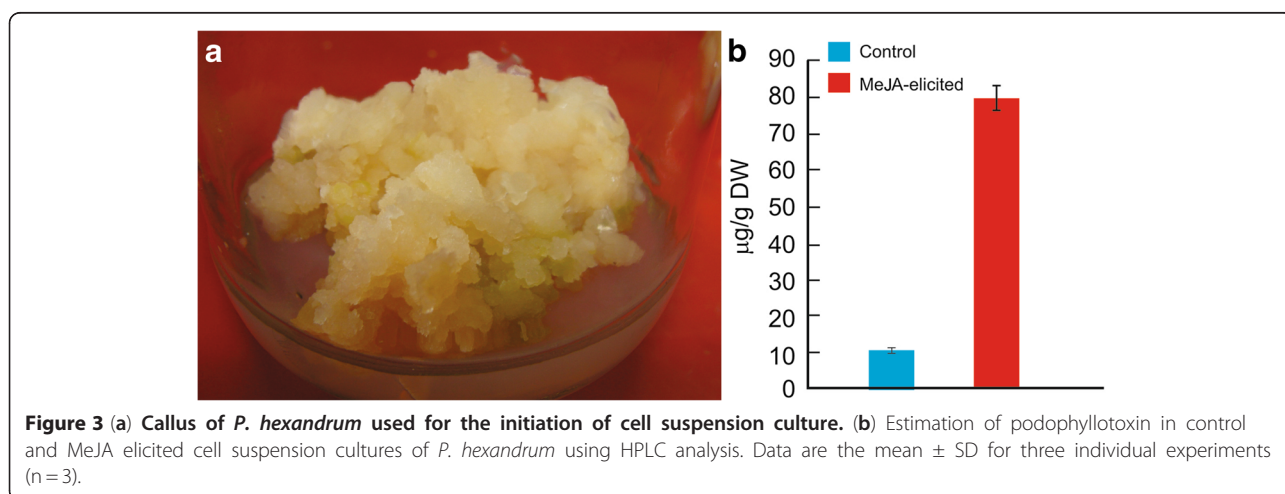 a
b
Control
MeJA-elicited
90
80
70
60
50
40
30
20
10
0
µg/g DW
Figure 3 (a) Callus of P. hexandrum used for the initiation of cell suspension culture. (b) Estimation of podophyllotoxin in control
and MeJA elicited cell suspension cultures of P. hexandrum using HPLC analysis. Data are the mean ± SD for three individual experiments
(n = 3).